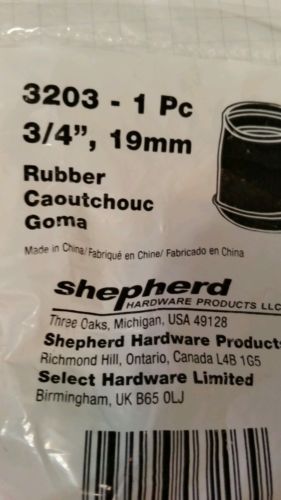 3203 - 1 Pc
3/4", 19mm
Rubber
Caoutchouc
Goma
Made in China/Fabriqué en Chine/ Fabricado en China
shepherd
HARDWARE PRODUCTS LLC
Three Oaks, Michigan, USA 49128
Shepherd Hardware Products
Richmond Hill, Ontario, Canada L4B 1G5
Select Hardware Limited
Birmingham, UK B65 OLJ